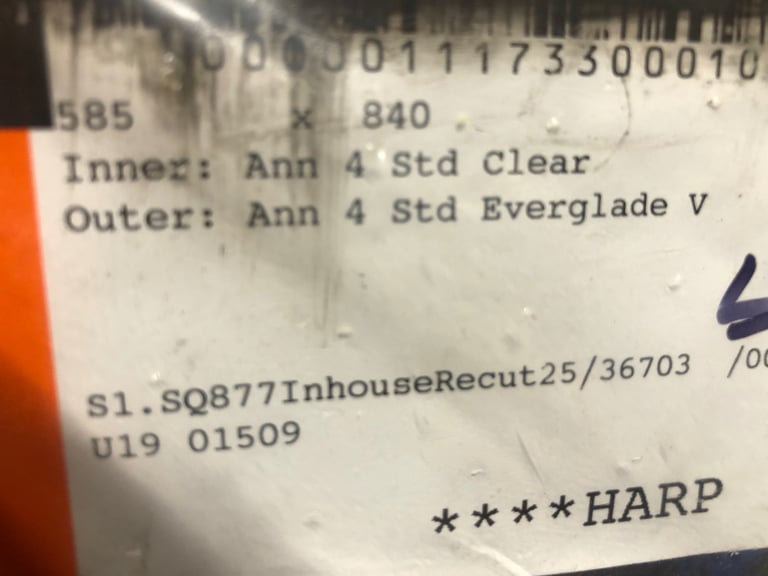 0000011173300010
585 x 840
Inner: Ann 4 Std Clear
Outer: Ann 4 Std Everglade V
S1.SQ877InhouseRecut25/36703 /00
U19 01509
****HARP